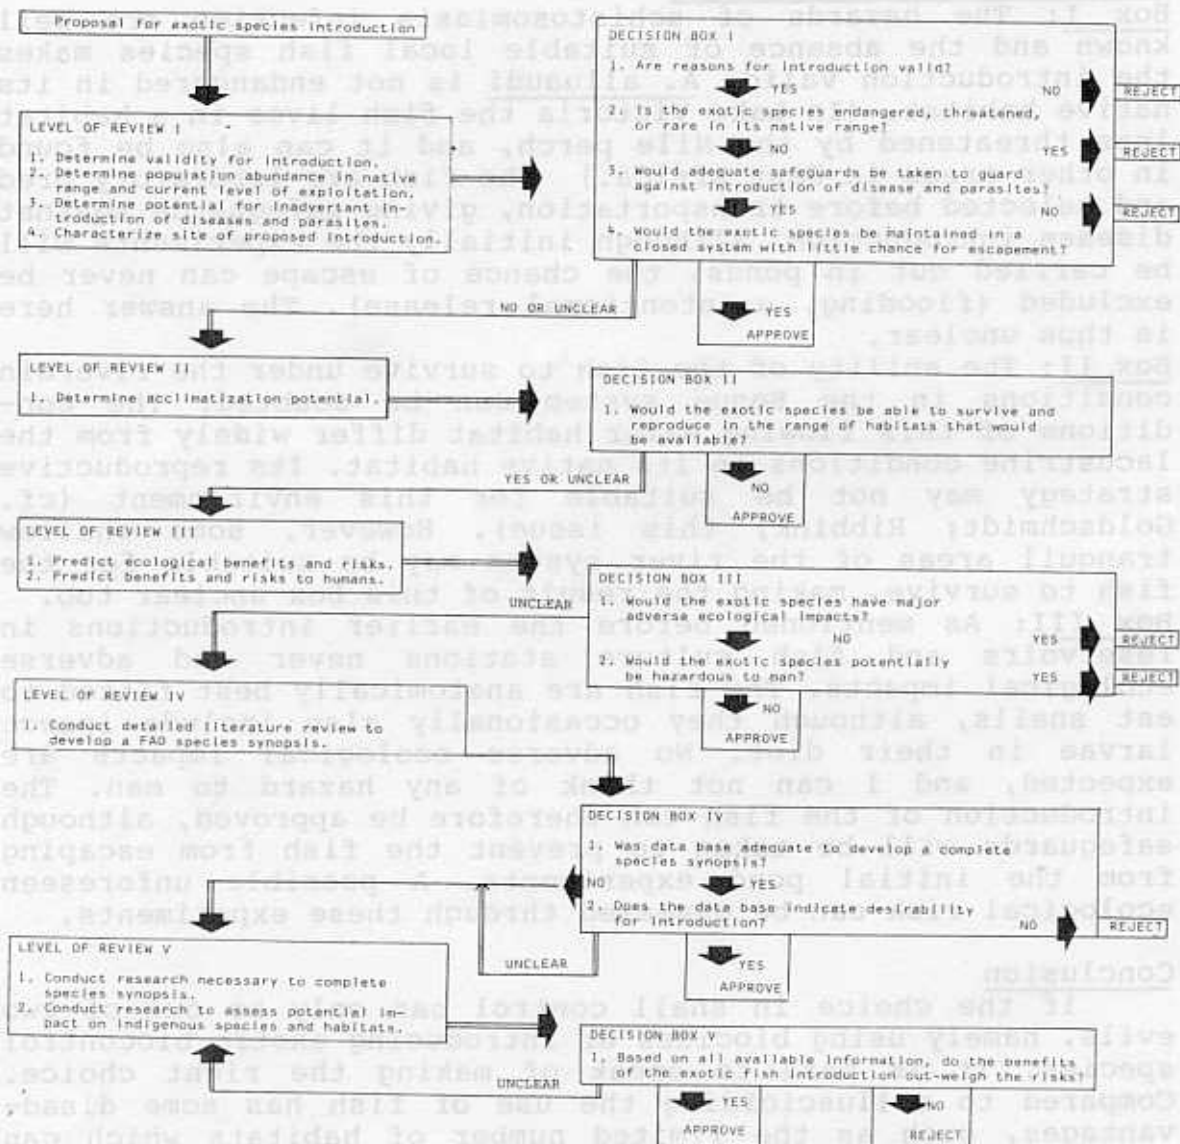 Proposal for exotic species introduction
LEVEL OF REVIEW I
1. Determine validity for introduction.
2. Determine population abundance in native
range and current level of exploitation.
3. Determine potential for inadvertent in-
troduction of diseases and parasites.
4. Characterize site of proposed introduction.
DECISION BOX I
1. Are reasons for introduction valid?
YES
NO
REJECT
2. Is the exotic species endangered, threatened,
or rare in its native range?
NO
YES
REJECT
3. Would adequate safeguards be taken to guard
against introduction of disease and parasites?
YES
NO
REJECT
4. Would the exotic species be maintained in a
closed system with little chance for escapement?
NO OR UNCLEAR
YES
APPROVE
LEVEL OF REVIEW II
1. Determine acclimatization potential.
DECISION BOX II
1. Would the exotic species be able to survive and
reproduce in the range of habitats that would
be available?
YES OR UNCLEAR
NO
APPROVE
LEVEL OF REVIEW III
1. Predict ecological benefits and risks.
2. Predict benefits and risks to humans.
DECISION BOX III
1. Would the exotic species have major
adverse ecological impacts?
UNCLEAR
NO
YES
REJECT
2. Would the exotic species potentially
be hazardous to man?
YES
REJECT
NO
APPROVE
LEVEL OF REVIEW IV
1. Conduct detailed literature review to
develop a FAO species synopsis.
DECISION BOX IV
1. Was data base adequate to develop a complete
species synopsis?
NO
YES
2. Does the data base indicate desirability
for introduction?
NO
REJECT
UNCLEAR
YES
APPROVE
LEVEL OF REVIEW V
1. Conduct research necessary to complete
species synopsis.
2. Conduct research to assess potential im-
pact on indigenous species and habitats.
DECISION BOX V
1. Based on all available information, do the benefits
of the exotic fish introduction out-weigh the risks?
UNCLEAR
YES
APPROVE
NO
REJECT